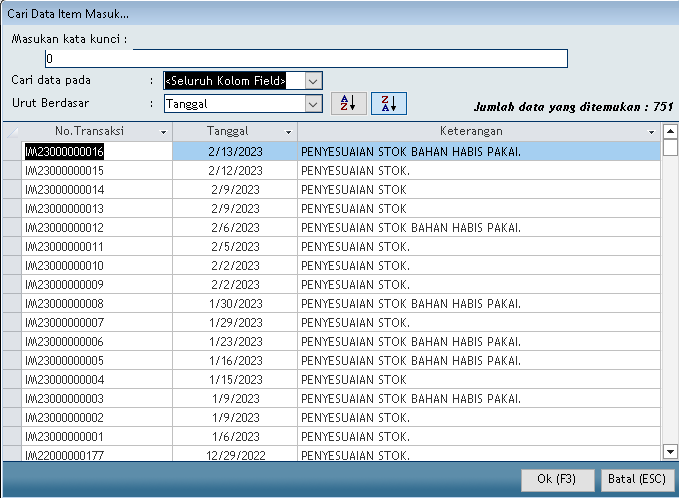 Cari Data Item Masuk...
Masukan kata kunci :
0
Cari data pada : <Seluruh Kolom Field>
Urut Berdasar : Tanggal A Z Z A Jumlah data yang ditemukan : 751
No.Transaksi Tanggal Keterangan
IM23000000016 2/13/2023 PENYESUAIAN STOK BAHAN HABIS PAKAI.
IM23000000015 2/12/2023 PENYESUAIAN STOK.
IM23000000014 2/9/2023 PENYESUAIAN STOK
IM23000000013 2/9/2023 PENYESUAIAN STOK
IM23000000012 2/6/2023 PENYESUAIAN STOK BAHAN HABIS PAKAI.
IM23000000011 2/5/2023 PENYESUAIAN STOK.
IM23000000010 2/2/2023 PENYESUAIAN STOK.
IM23000000009 2/2/2023 PENYESUAIAN STOK.
IM23000000008 1/30/2023 PENYESUAIAN STOK BAHAN HABIS PAKAI.
IM23000000007 1/29/2023 PENYESUAIAN STOK.
IM23000000006 1/23/2023 PENYESUAIAN STOK BAHAN HABIS PAKAI.
IM23000000005 1/16/2023 PENYESUAIAN STOK BAHAN HABIS PAKAI.
IM23000000004 1/15/2023 PENYESUAIAN STOK
IM23000000003 1/9/2023 PENYESUAIAN STOK BAHAN HABIS PAKAI.
IM23000000002 1/9/2023 PENYESUAIAN STOK.
IM23000000001 1/6/2023 PENYESUAIAN STOK.
IM22000000177 12/29/2022 PENYESUAIAN STOK.
Ok (F3) Batal (ESC)